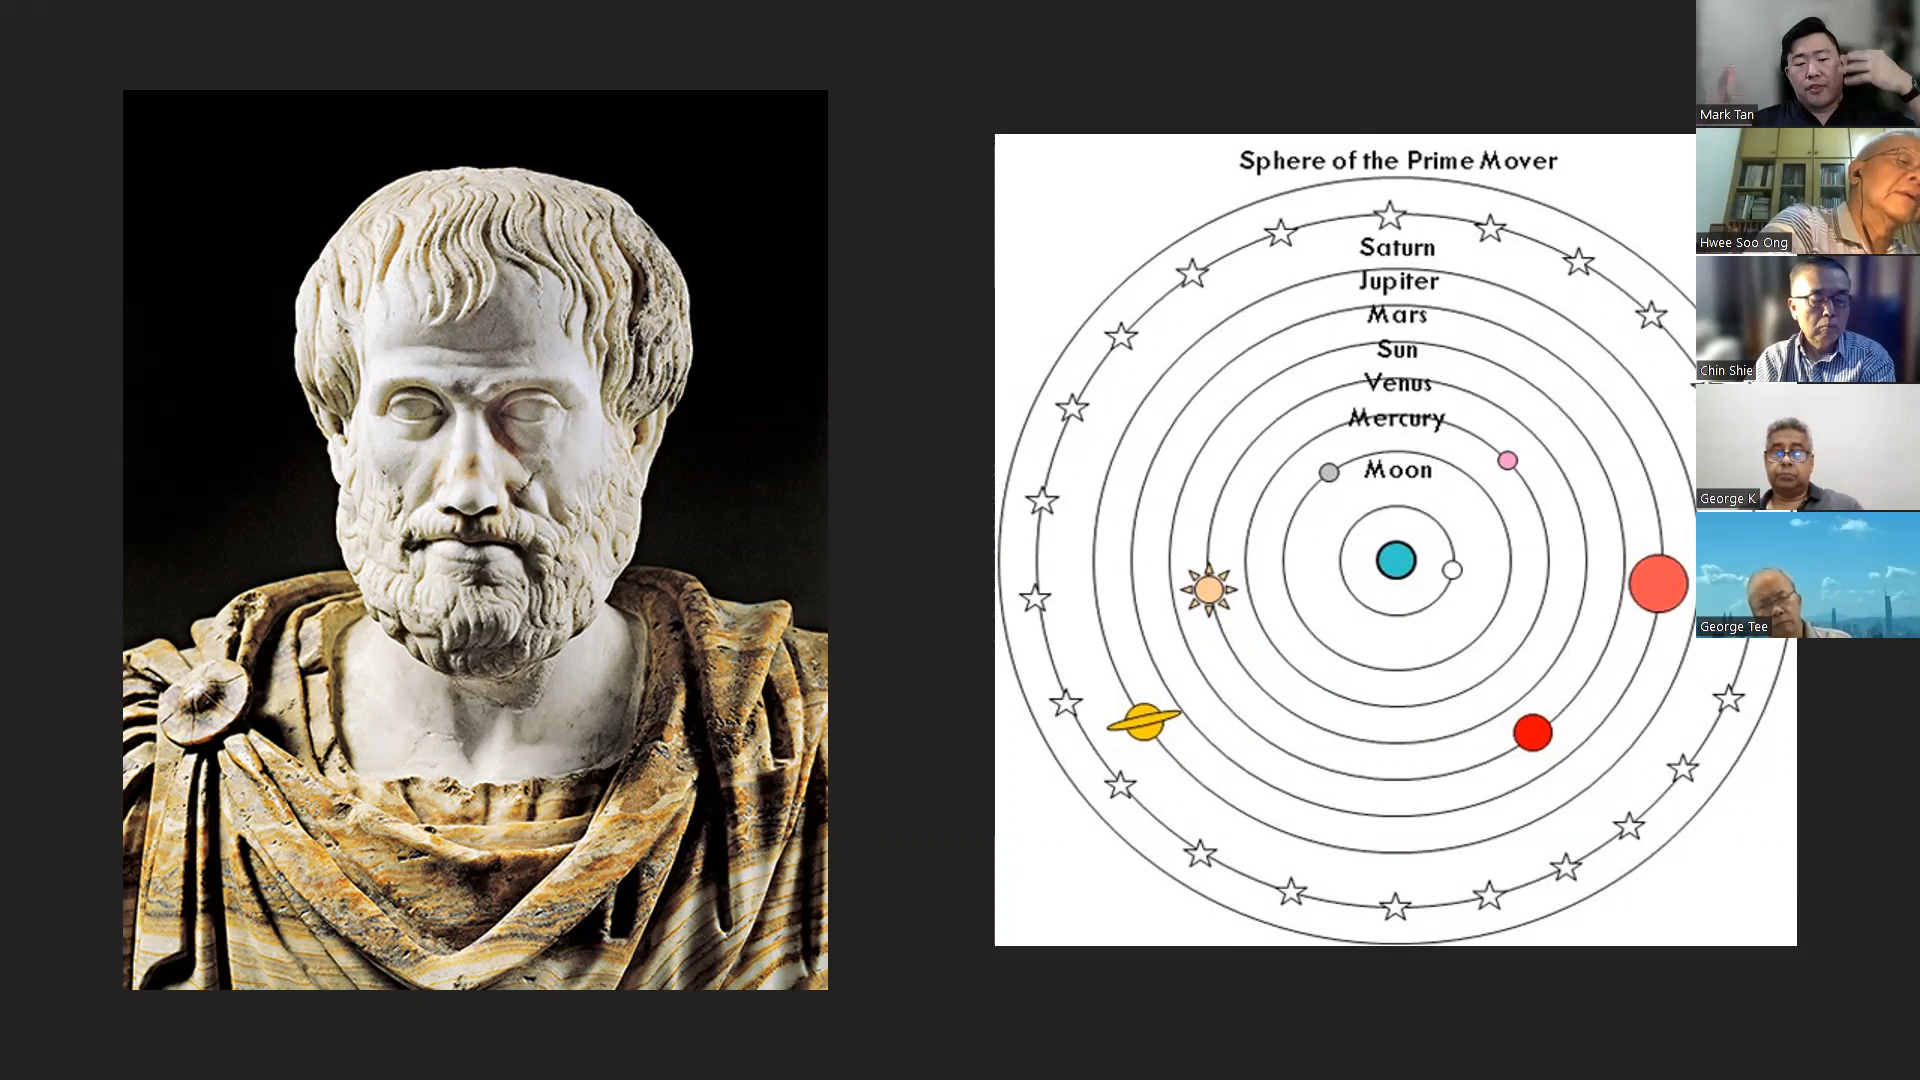 Sphere of the Prime Mover
Saturn
Jupiter
Mars
Sun
Venus
Mercury
Moon
Mark Tan
Hwee Soo Ong
Chin Shie
George K
George Tee